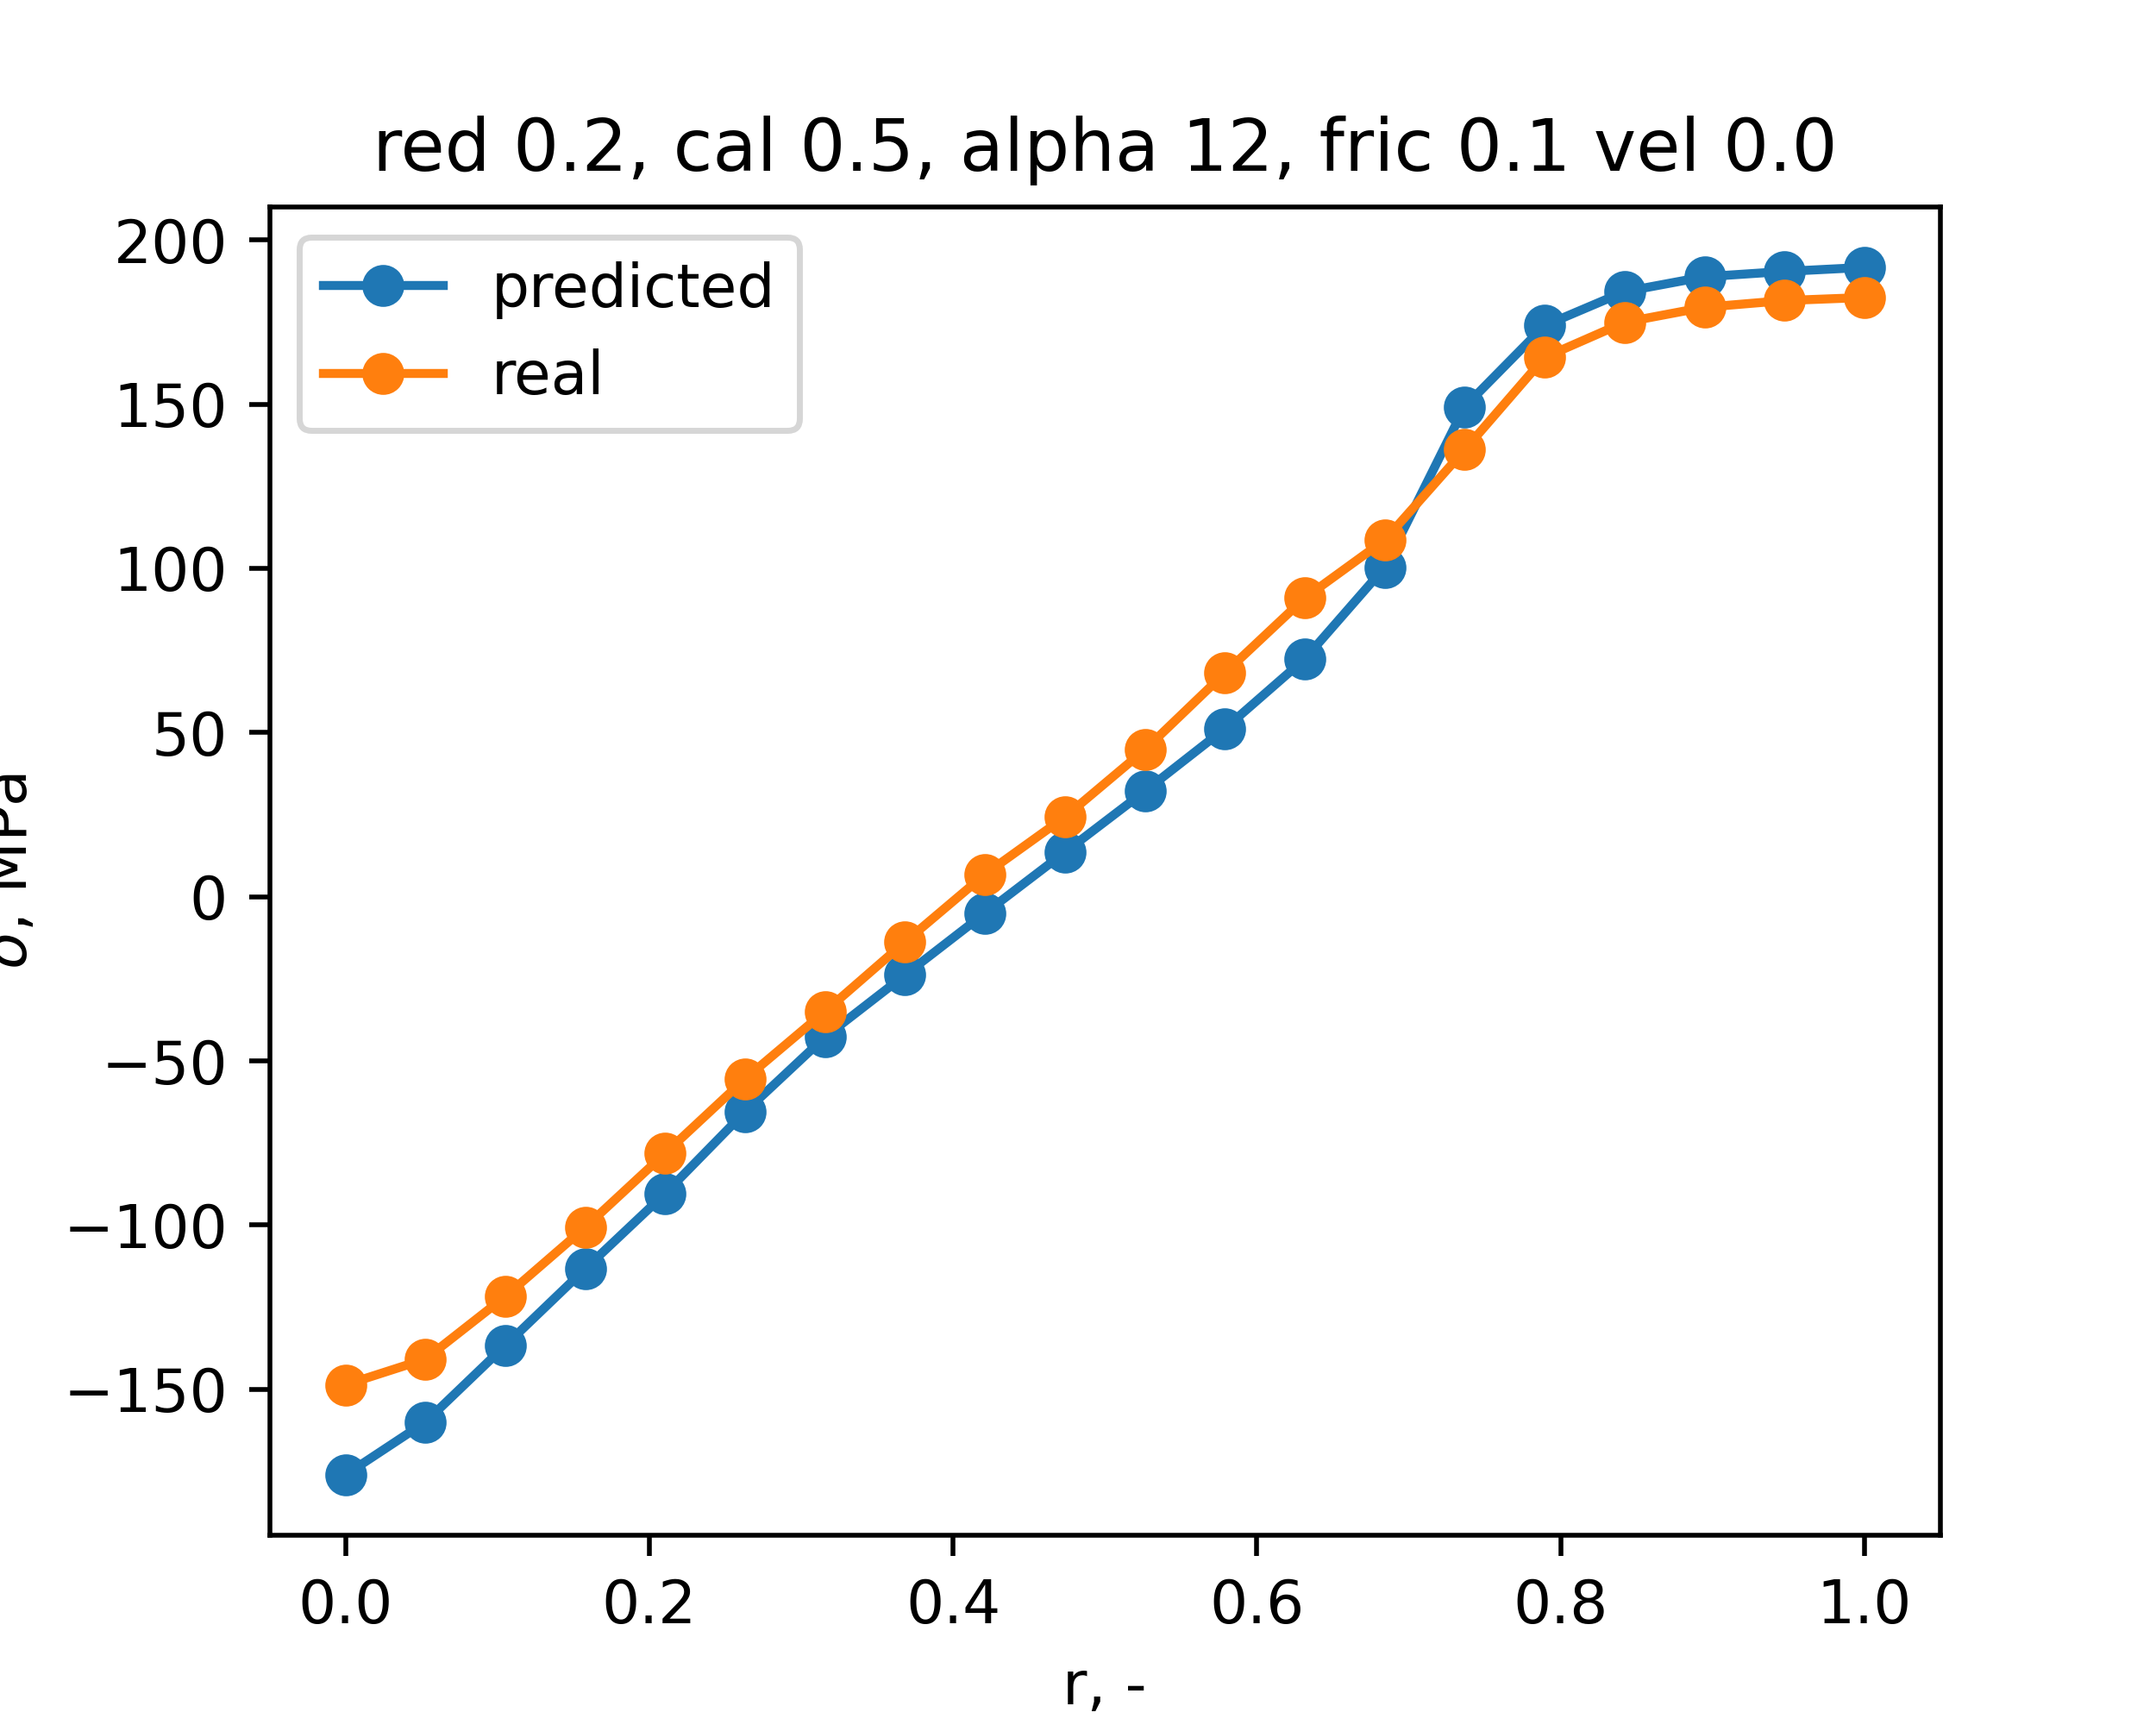 red 0.2, cal 0.5, alpha 12, fric 0.1 vel 0.0
predicted
real
200
150
100
50
0
−50
−100
−150
σ, MPa
0.0 0.2 0.4 0.6 0.8 1.0
r, -